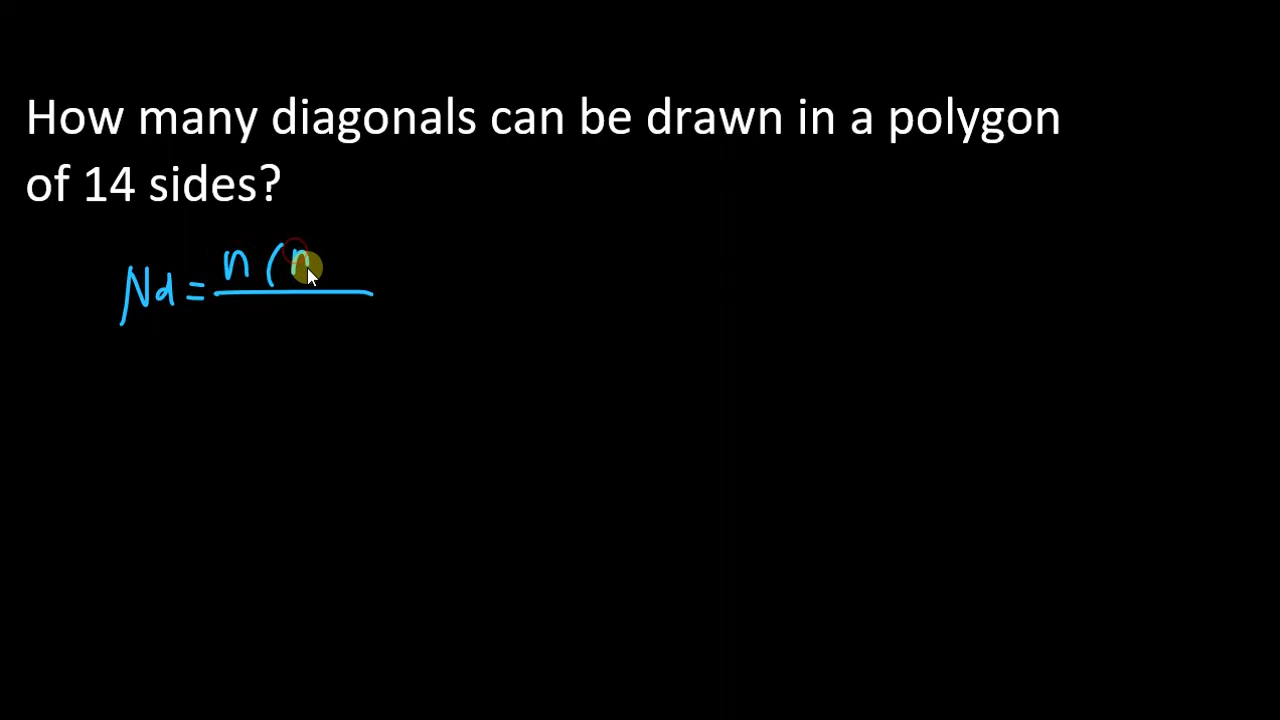 How many diagonals can be drawn in a polygon
of 14 sides?
Nd = n (n